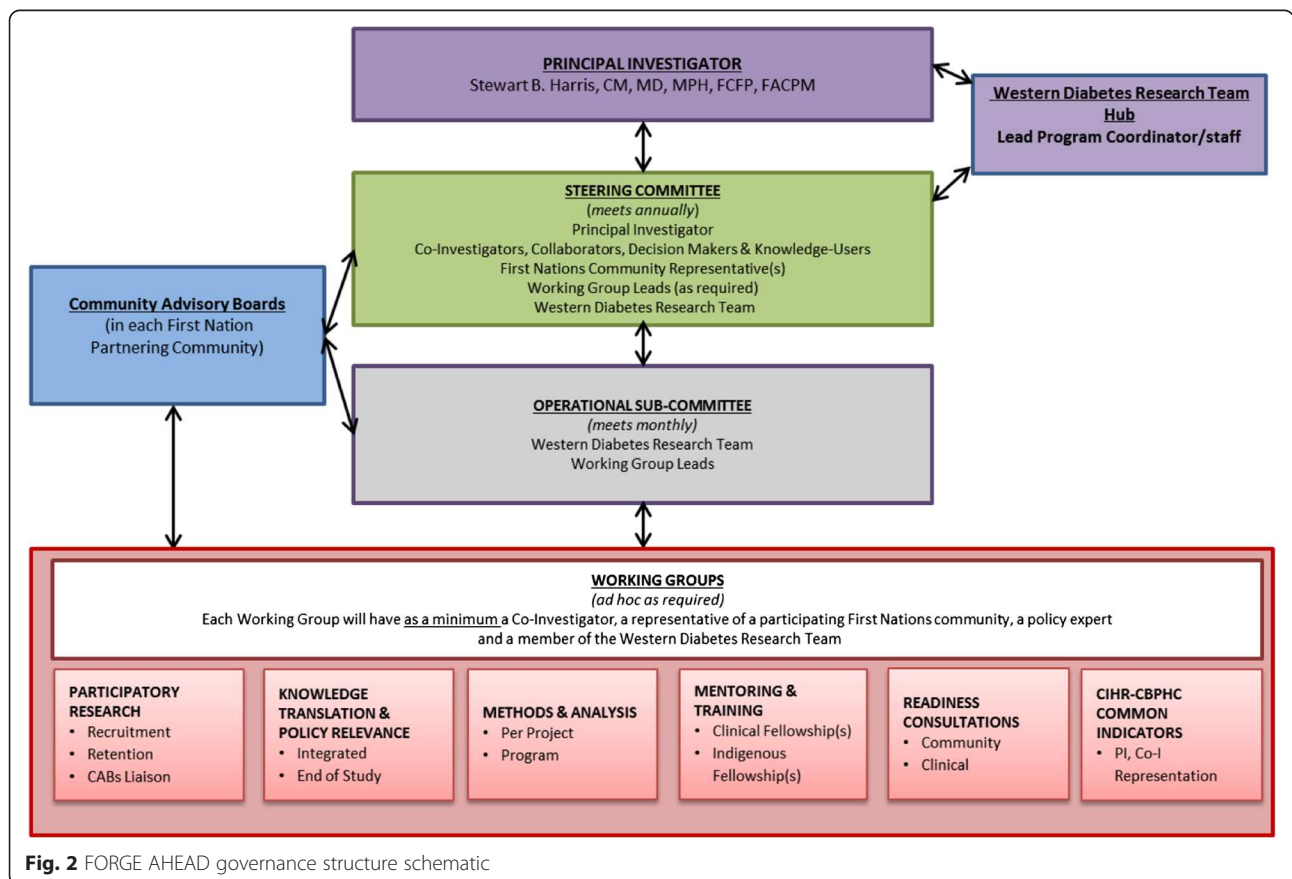 PRINCIPAL INVESTIGATOR
Stewart B. Harris, CM, MD, MPH, FCFP, FACPM
Western Diabetes Research Team
Hub
Lead Program Coordinator/staff
STEERING COMMITTEE
(meets annually)
Principal Investigator
Co-Investigators, Collaborators, Decision Makers & Knowledge-Users
First Nations Community Representative(s)
Working Group Leads (as required)
Western Diabetes Research Team
Community Advisory Boards
(in each First Nation
Partnering Community)
OPERATIONAL SUB-COMMITTEE
(meets monthly)
Western Diabetes Research Team
Working Group Leads
WORKING GROUPS
(ad hoc as required)
Each Working Group will have as a minimum a Co-Investigator, a representative of a participating First Nations community, a policy expert
and a member of the Western Diabetes Research Team
PARTICIPATORY
RESEARCH
• Recruitment
• Retention
• CABs Liaison
KNOWLEDGE
TRANSLATION &
POLICY RELEVANCE
• Integrated
• End of Study
METHODS & ANALYSIS
• Per Project
• Program
MENTORING &
TRAINING
• Clinical Fellowship(s)
• Indigenous
Fellowship(s)
READINESS
CONSULTATIONS
• Community
• Clinical
CIHR-CBPHC
COMMON
INDICATORS
• PI, Co-I
Representation
Fig. 2 FORGE AHEAD governance structure schematic